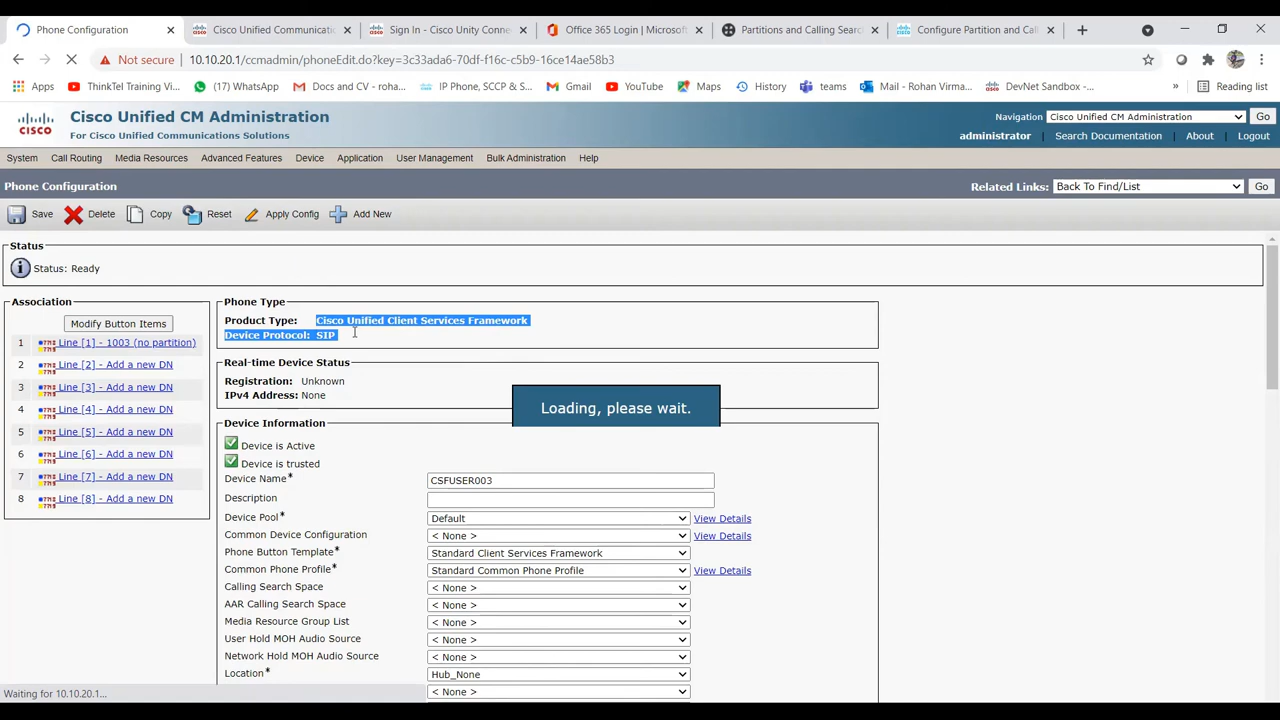 Phone Configuration
Cisco Unified Communicati
Sign In - Cisco Unity Conne
Office 365 Login | Microsoft
Partitions and Calling Searc
Configure Partition and Call
Not secure
10.10.20.1/ccmadmin/phoneEdit.do?key=3c33ada6-70df-f16c-c5b9-16ce14ae58b3
Apps
ThinkTel Training Vi...
(17) WhatsApp
Docs and CV - roha...
IP Phone, SCCP & S...
Gmail
YouTube
Maps
History
teams
Mail - Rohan Virma...
DevNet Sandbox -...
»
Reading list
CISCO
Cisco Unified CM Administration
For Cisco Unified Communications Solutions
Navigation
Cisco Unified CM Administration
Go
administrator
Search Documentation
About
Logout
System
Call Routing
Media Resources
Advanced Features
Device
Application
User Management
Bulk Administration
Help
Phone Configuration
Related Links:
Back To Find/List
Go
Save
Delete
Copy
Reset
Apply Config
Add New
Status
Status: Ready
Association
Modify Button Items
1 Line [1] - 1003 (no partition)
2 Line [2] - Add a new DN
3 Line [3] - Add a new DN
4 Line [4] - Add a new DN
5 Line [5] - Add a new DN
6 Line [6] - Add a new DN
7 Line [7] - Add a new DN
8 Line [8] - Add a new DN
Phone Type
Product Type: Cisco Unified Client Services Framework
Device Protocol: SIP
Real-time Device Status
Registration: Unknown
IPv4 Address: None
Loading, please wait.
Device Information
Device is Active
Device is trusted
Device Name* CSFUSER003
Description
Device Pool* Default View Details
Common Device Configuration < None > View Details
Phone Button Template* Standard Client Services Framework
Common Phone Profile* Standard Common Phone Profile View Details
Calling Search Space < None >
AAR Calling Search Space < None >
Media Resource Group List < None >
User Hold MOH Audio Source < None >
Network Hold MOH Audio Source < None >
Location* Hub_None
< None >
Waiting for 10.10.20.1...